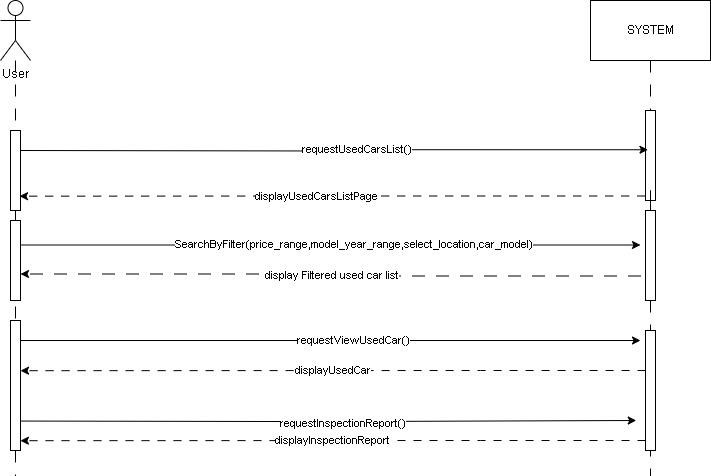 SYSTEM
User
requestUsedCarsList()
displayUsedCarsListPage
SearchByFilter(price_range,model_year_range,select_location,car_model)
display Filtered used car list
requestViewUsedCar()
displayUsedCar
requestInspectionReport()
displayInspectionReport